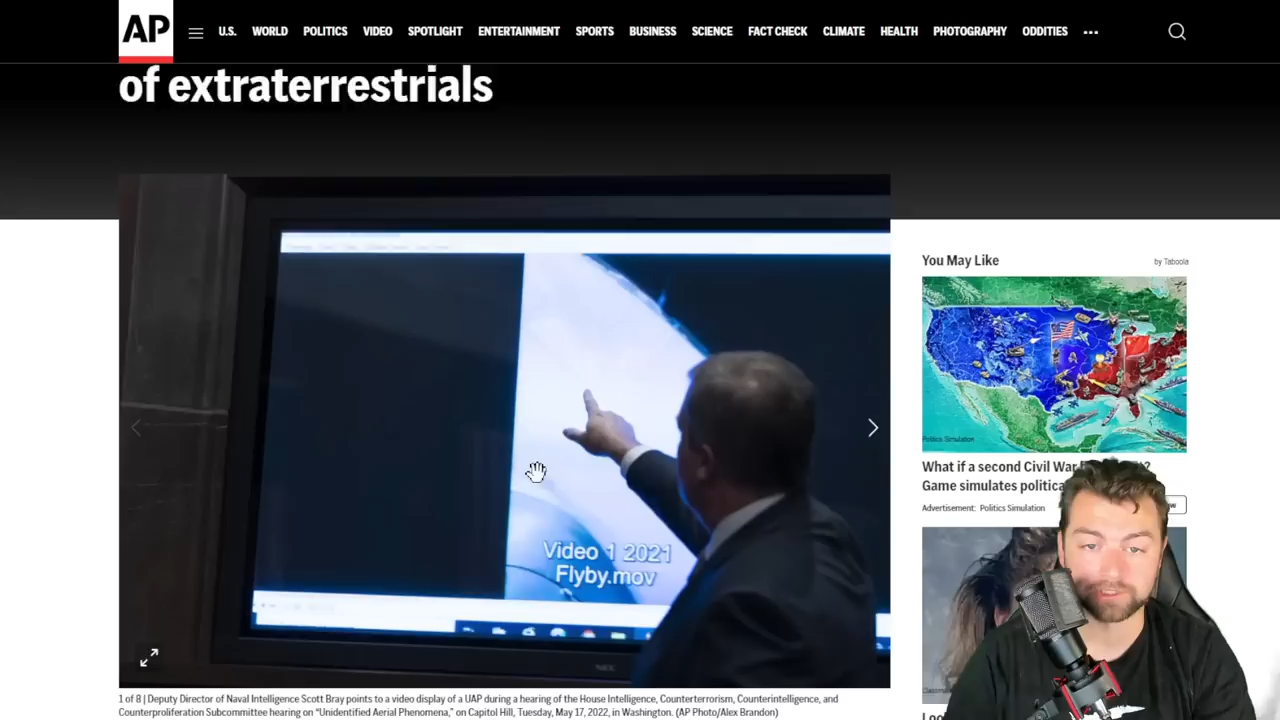 AP
U.S. WORLD POLITICS VIDEO SPOTLIGHT ENTERTAINMENT SPORTS BUSINESS SCIENCE FACT CHECK CLIMATE HEALTH PHOTOGRAPHY ODDITIES
of extraterrestrials
Video 1 2021
Flyby.mov
NEC
1 of 8 | Deputy Director of Naval Intelligence Scott Bray points to a video display of a UAP during a hearing of the House Intelligence, Counterterrorism, Counterintelligence, and
Counterproliferation Subcommittee hearing on “Unidentified Aerial Phenomena,” on Capitol Hill, Tuesday, May 17, 2022, in Washington. (AP Photo/Alex Brandon)
You May Like
by Taboola
Politics Simulation
What if a second Civil War
Game simulates
Advertisement: Politics Simulation